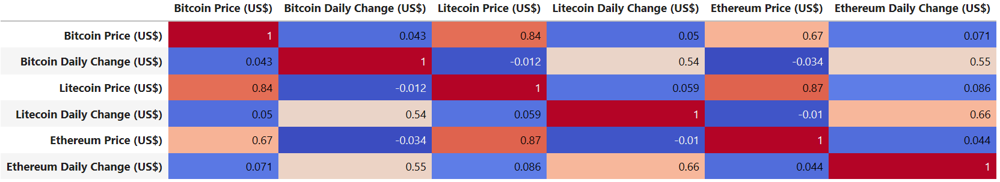 Bitcoin Price (US$) Bitcoin Daily Change (US$) Litecoin Price (US$) Litecoin Daily Change (US$) Ethereum Price (US$) Ethereum Daily Change (US$)
Bitcoin Price (US$) 1 0.043 0.84 0.05 0.67 0.071
Bitcoin Daily Change (US$) 0.043 1 -0.012 0.54 -0.034 0.55
Litecoin Price (US$) 0.84 -0.012 1 0.059 0.87 0.086
Litecoin Daily Change (US$) 0.05 0.54 0.059 1 -0.01 0.66
Ethereum Price (US$) 0.67 -0.034 0.87 -0.01 1 0.044
Ethereum Daily Change (US$) 0.071 0.55 0.086 0.66 0.044 1